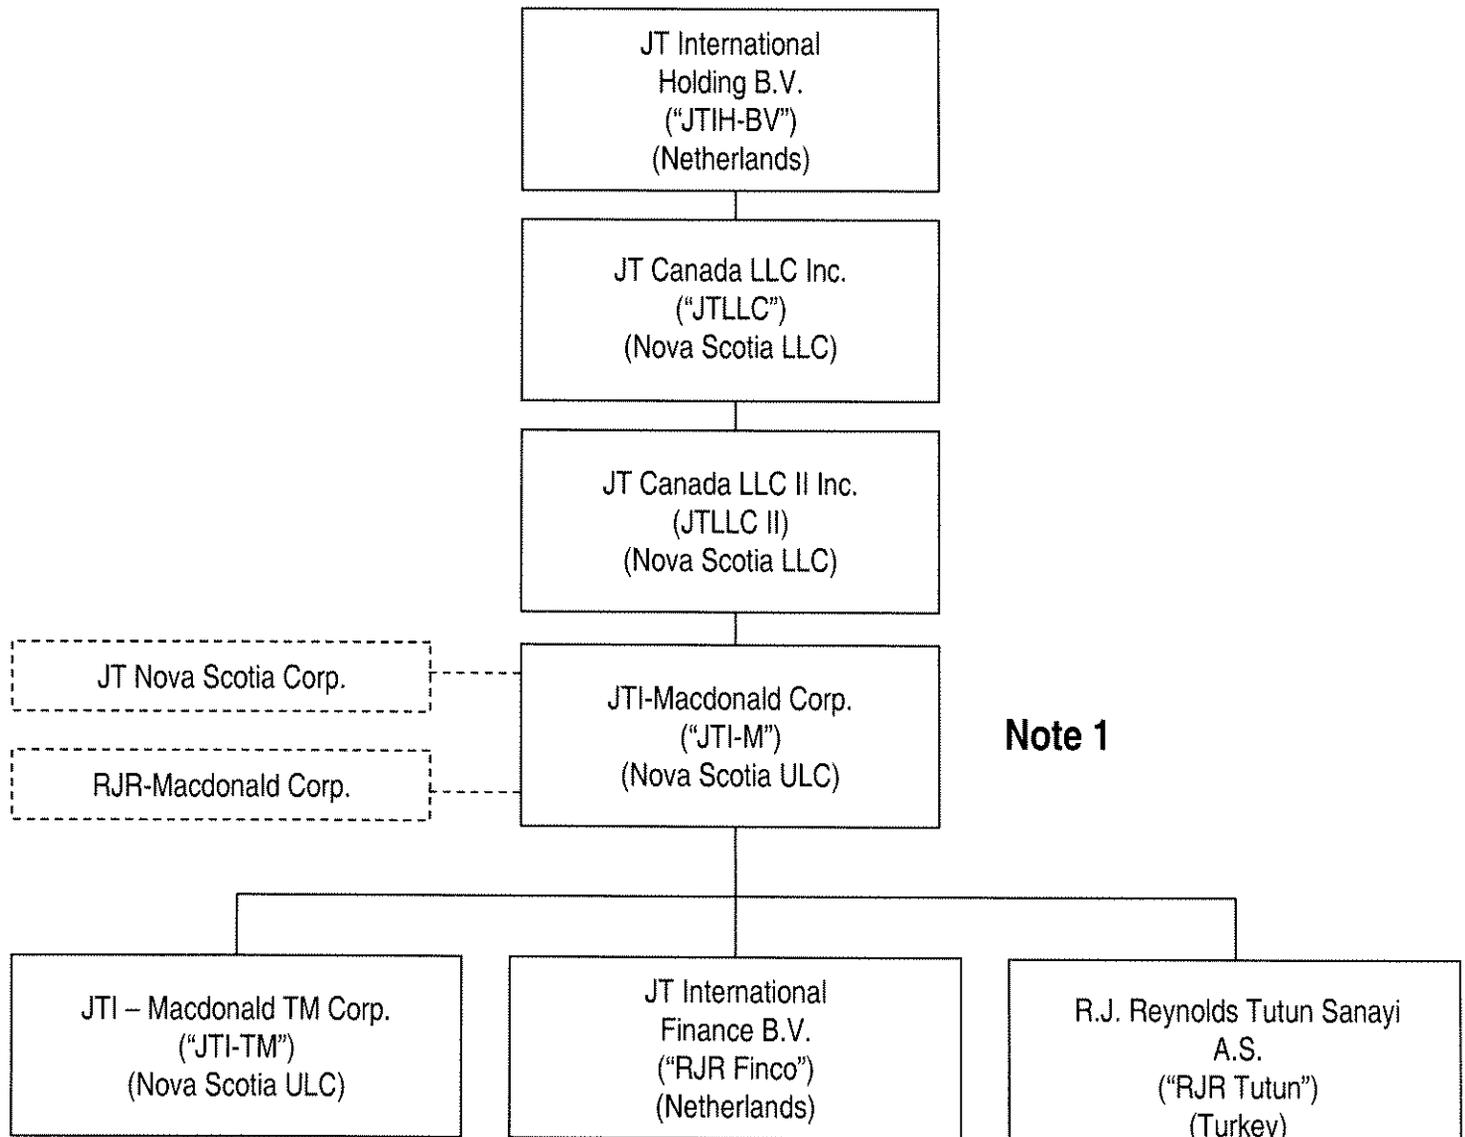 JT International
Holding B.V.
(“JTIH-BV”)
(Netherlands)
JT Canada LLC Inc.
(“JTLLC”)
(Nova Scotia LLC)
JT Canada LLC II Inc.
(JTLLC II)
(Nova Scotia LLC)
JT Nova Scotia Corp.
RJR-Macdonald Corp.
JTI-Macdonald Corp.
(“JTI-M”)
(Nova Scotia ULC)
Note 1
JTI – Macdonald TM Corp.
(“JTI-TM”)
(Nova Scotia ULC)
JT International
Finance B.V.
(“RJR Finco”)
(Netherlands)
R.J. Reynolds Tutun Sanayi
A.S.
(“RJR Tutun”)
(Turkey)